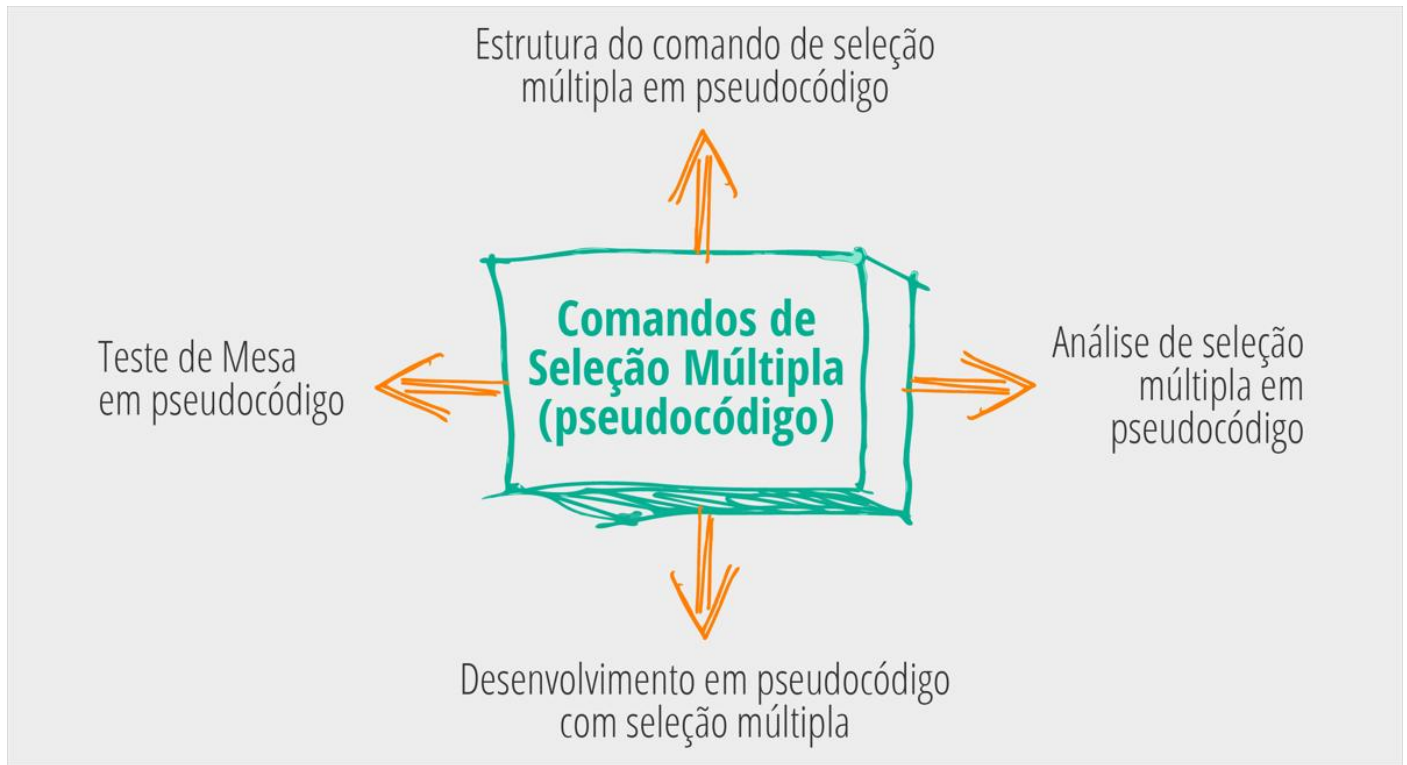 Estrutura do comando de seleção
múltipla em pseudocódigo
Comandos de
Seleção Múltipla
(pseudocódigo)
Teste de Mesa
em pseudocódigo
Análise de seleção
múltipla em
pseudocódigo
Desenvolvimento em pseudocódigo
com seleção múltipla